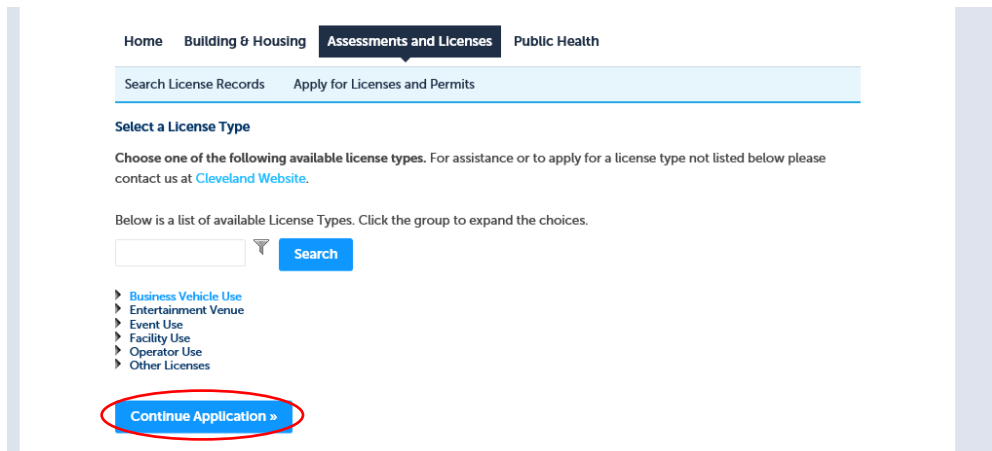 Home Building & Housing Assessments and Licenses Public Health
Search License Records Apply for Licenses and Permits
Select a License Type
Choose one of the following available license types. For assistance or to apply for a license type not listed below please
contact us at Cleveland Website.
Below is a list of available License Types. Click the group to expand the choices.
Search
Business Vehicle Use
Entertainment Venue
Event Use
Facility Use
Operator Use
Other Licenses
Continue Application »